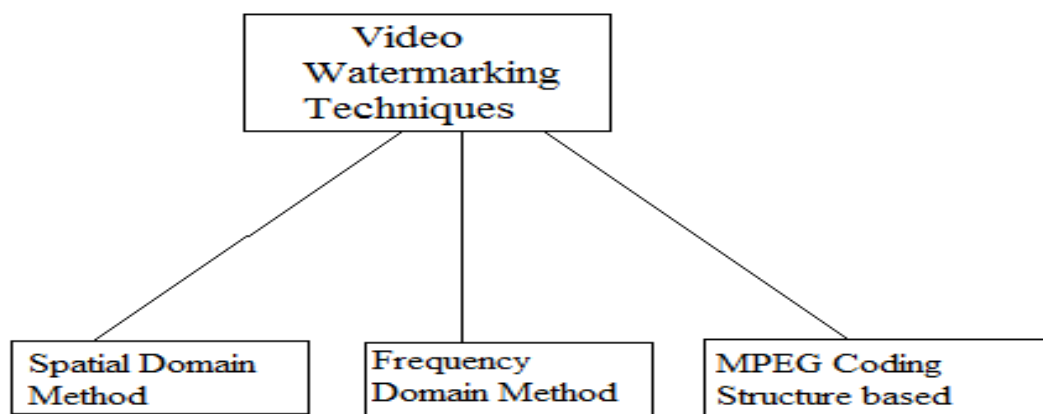 Video
Watermarking
Techniques
Spatial Domain
Method
Frequency
Domain Method
MPEG Coding
Structure based